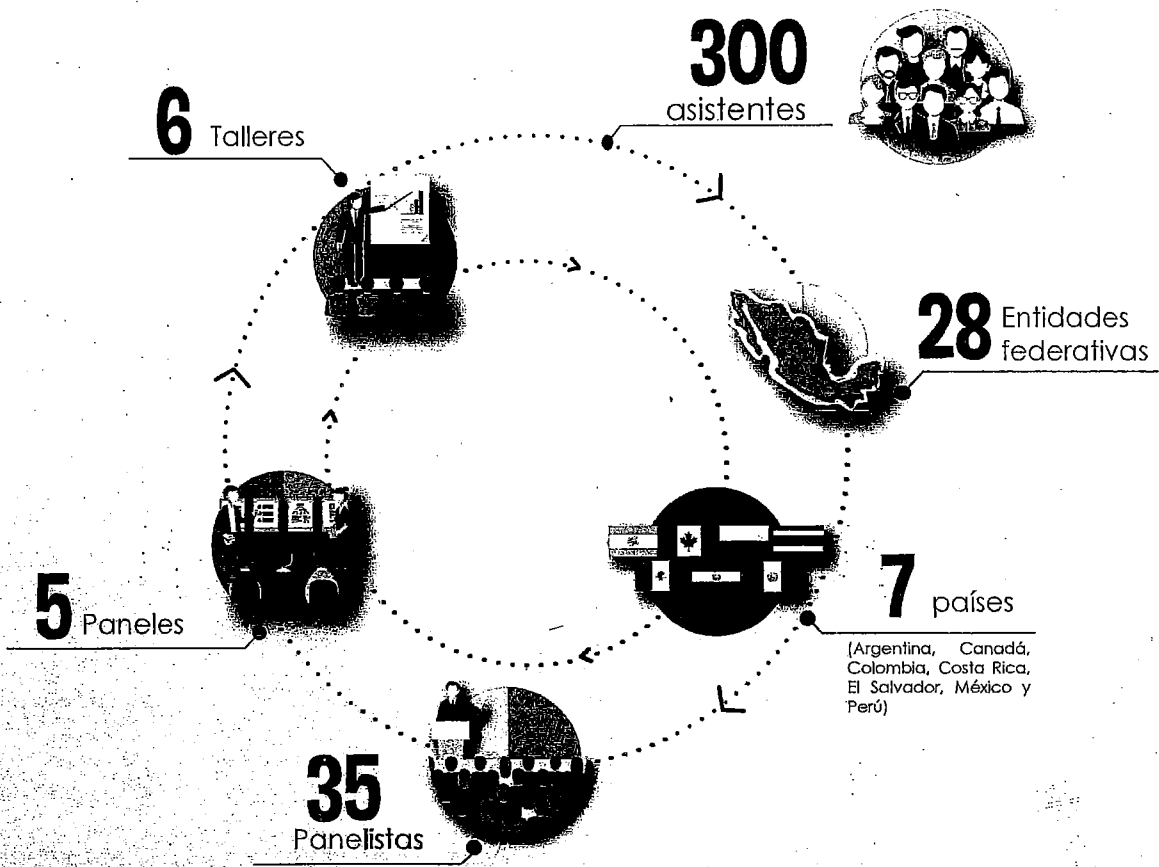 300
asistentes
6 Talleres
28 Entidades
federativas
7 países
(Argentina, Canadá,
Colombia, Costa Rica,
El Salvador, México y
Perú)
5 Paneles
35
Panelistas